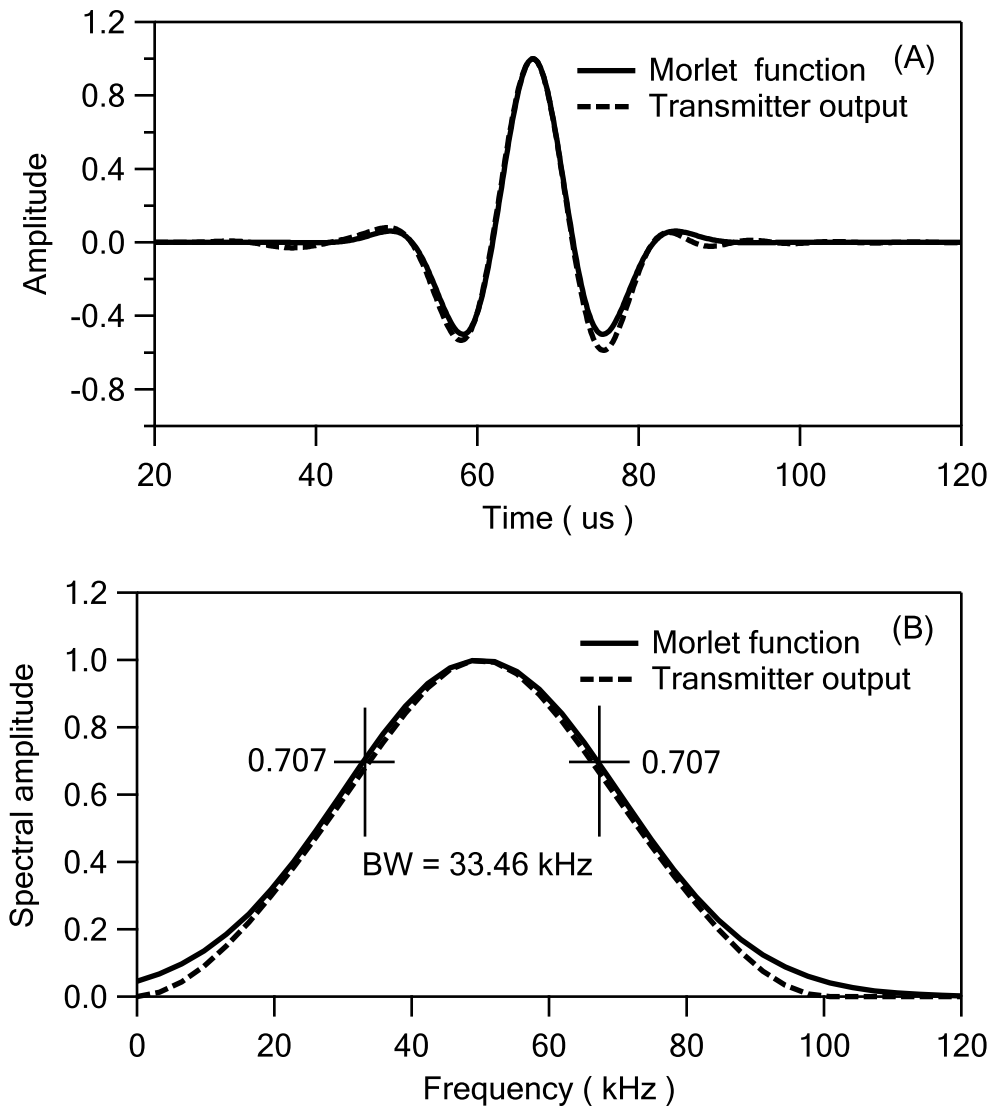 1.2
(A)
Morlet function
Transmitter output
0.8
0.4
0.0
-0.4
-0.8
Amplitude
20 40 60 80 100 120
Time ( us )
1.2
(B)
Morlet function
Transmitter output
1.0
0.8
0.707 0.707
0.6
BW = 33.46 kHz
0.4
0.2
0.0
Spectral amplitude
0 20 40 60 80 100 120
Frequency ( kHz )